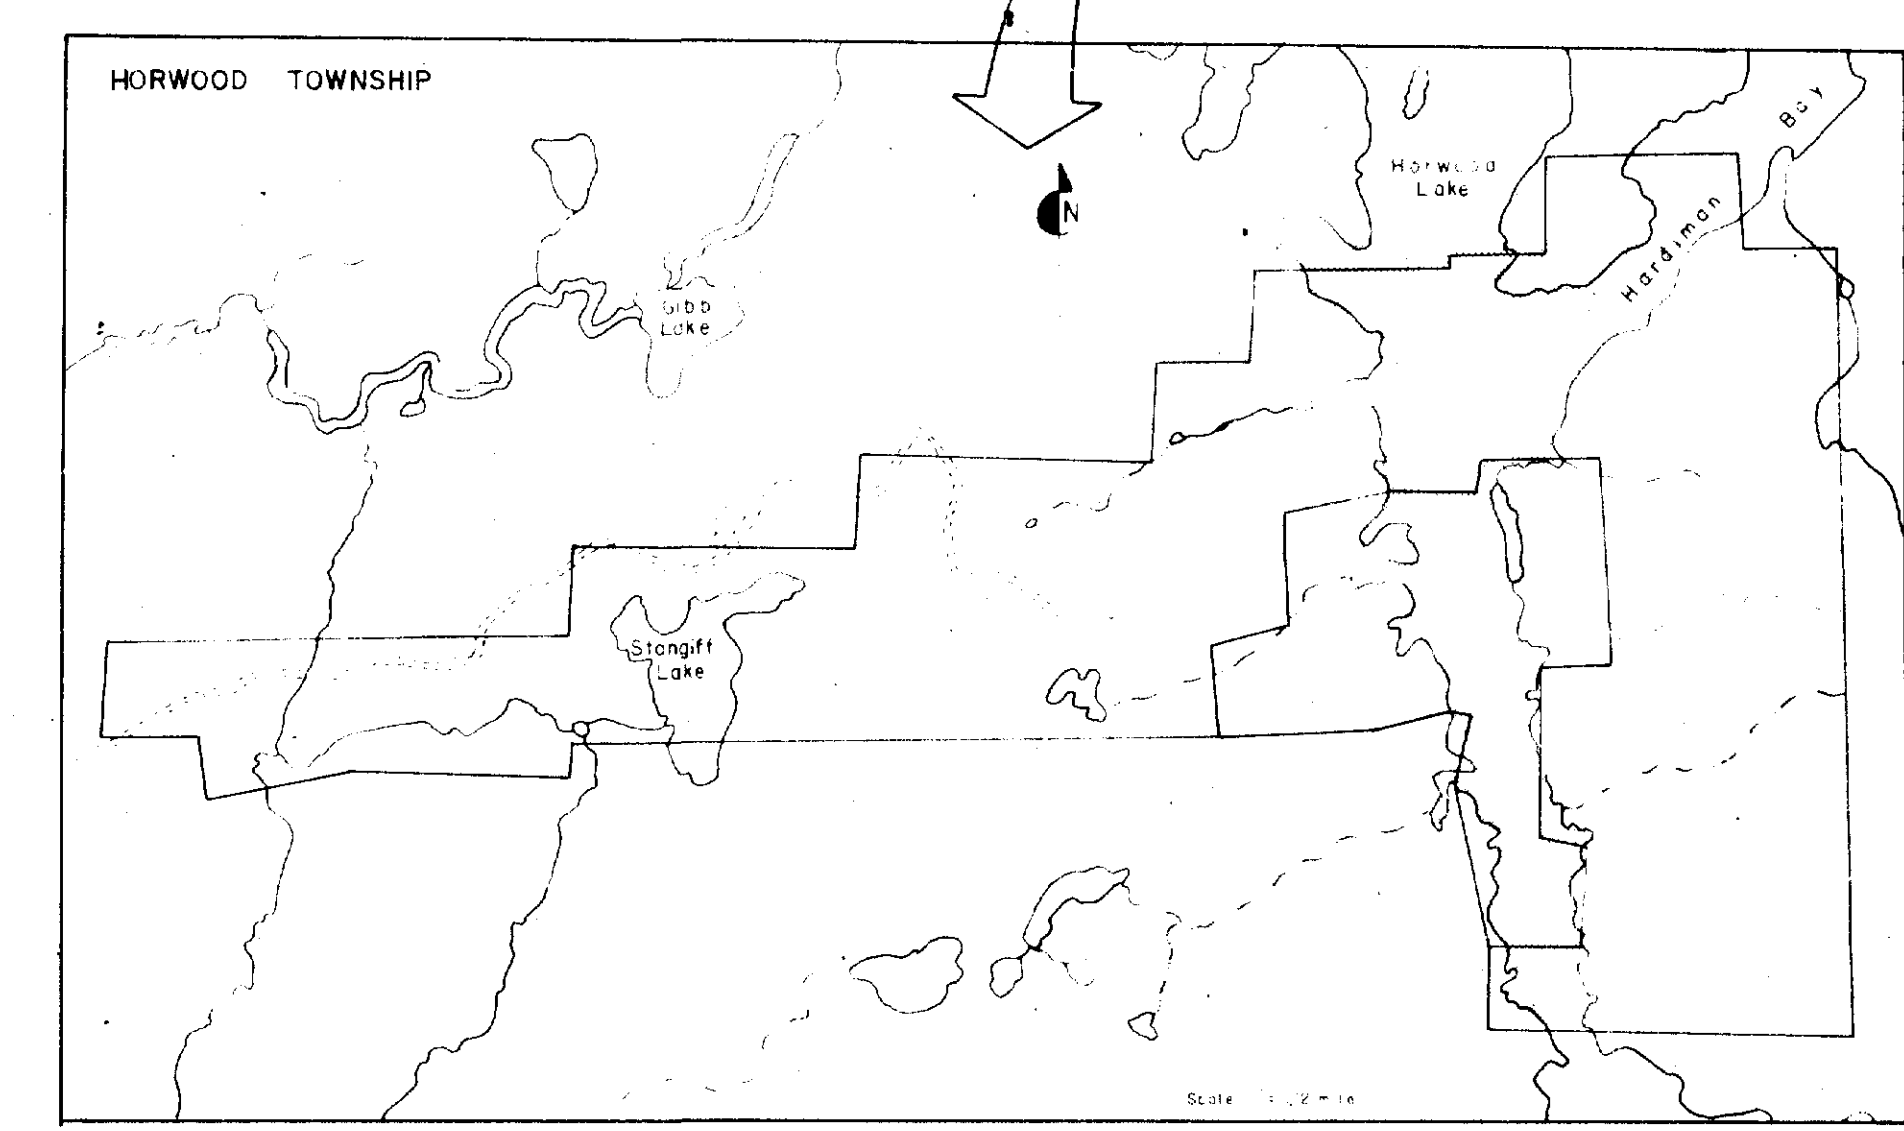 HORWOOD TOWNSHIP
Bay
Horwood
Lake
N
Hardiman
Gibb
Lake
Stangiff
Lake
Scale